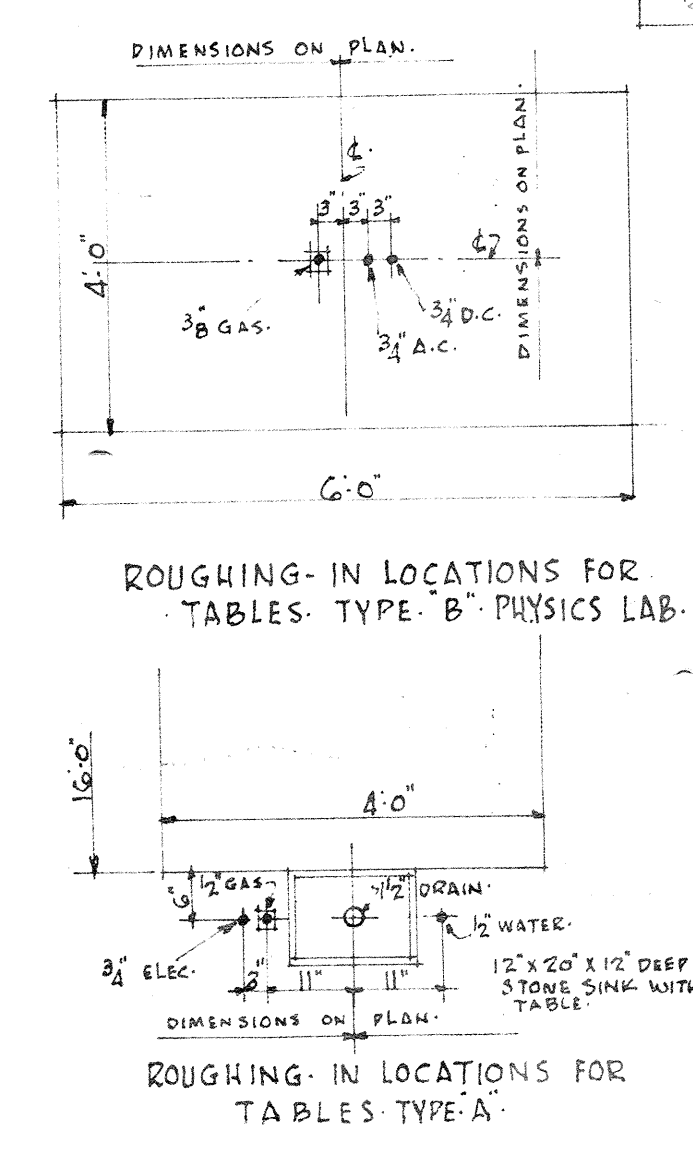 DIMENSIONS ON PLAN.
DIMENSIONS ON PLAN.
℄.
3" 3" 3"
℄
4'-0"
3/8" GAS.
3/4" D.C.
3/4" A.C.
6'-0"
ROUGHING-IN LOCATIONS FOR
TABLES. TYPE "B". PHYSICS LAB.
16'-0"
4'-0"
6"
1/2" GAS
1 1/2" DRAIN.
1/2" WATER.
3/4" ELEC.
3" 11" 11"
12" X 20" X 12" DEEP
STONE SINK WITH
TABLE.
DIMENSIONS ON PLAN.
ROUGHING. IN LOCATIONS FOR
TABLES. TYPE "A".